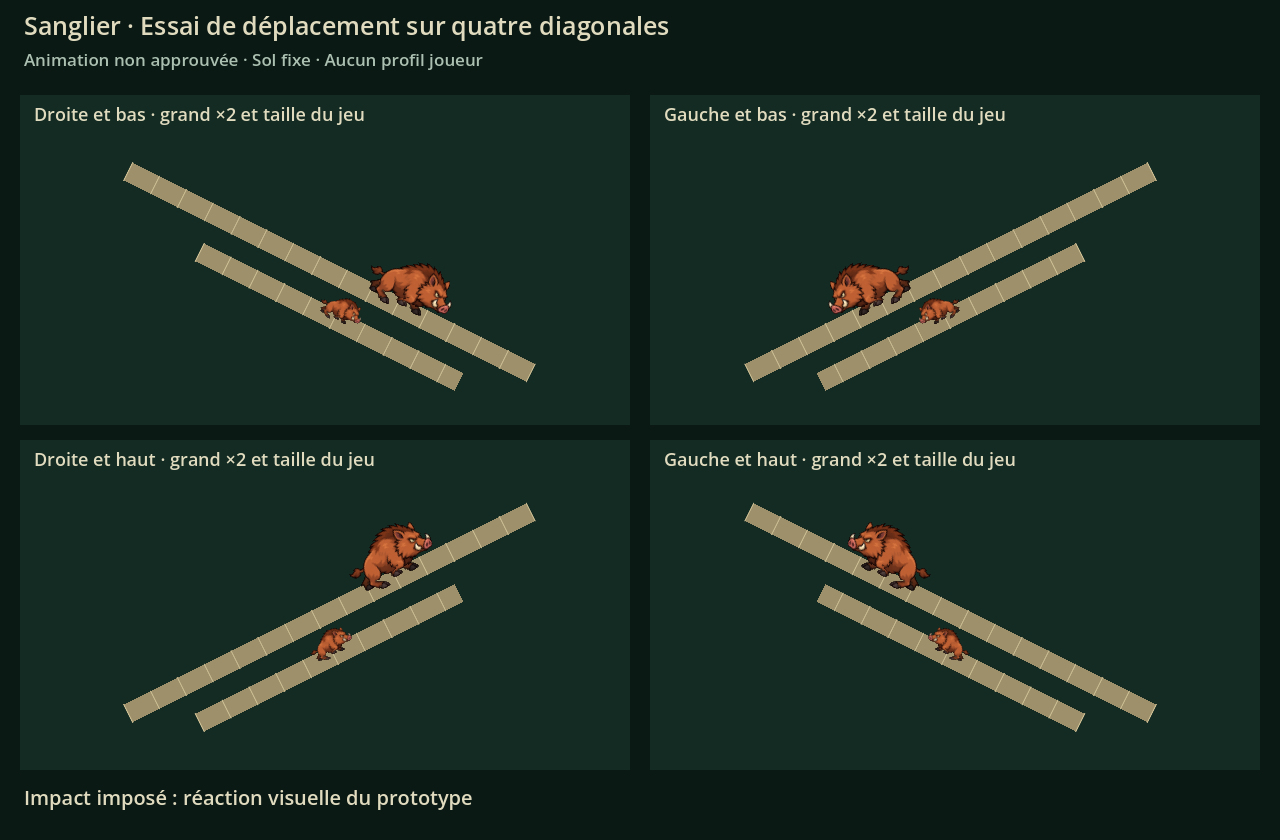 Sanglier · Essai de déplacement sur quatre diagonales
Animation non approuvée · Sol fixe · Aucun profil joueur
Droite et bas · grand ×2 et taille du jeu
Gauche et bas · grand ×2 et taille du jeu
Droite et haut · grand ×2 et taille du jeu
Gauche et haut · grand ×2 et taille du jeu
Impact imposé : réaction visuelle du prototype